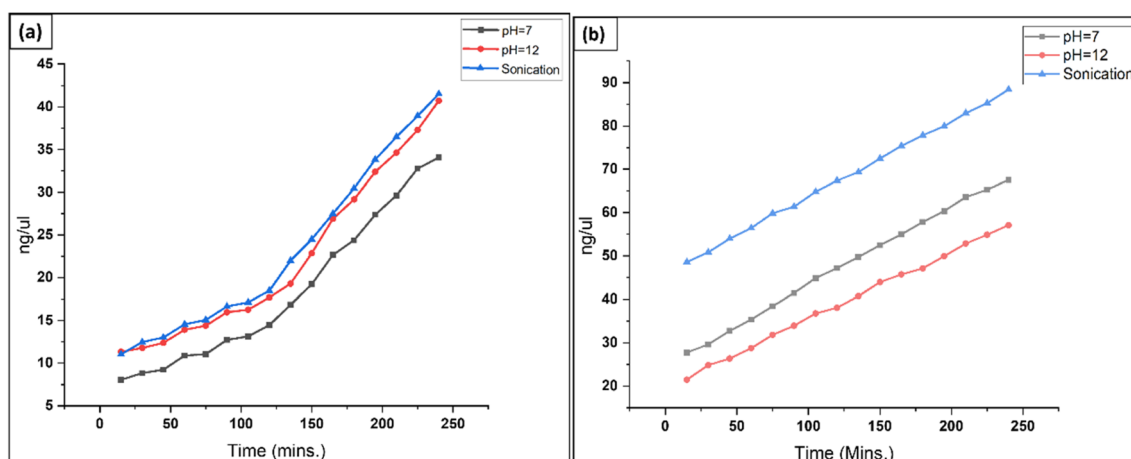 (a)
pH=7
pH=12
Sonication
45
40
35
30
25
20
15
10
5
ng/ul
0 50 100 150 200 250
Time (mins.)
(b)
pH=7
pH=12
Sonication
90
80
70
60
50
40
30
20
ng/ul
0 50 100 150 200 250
Time (Mins.)